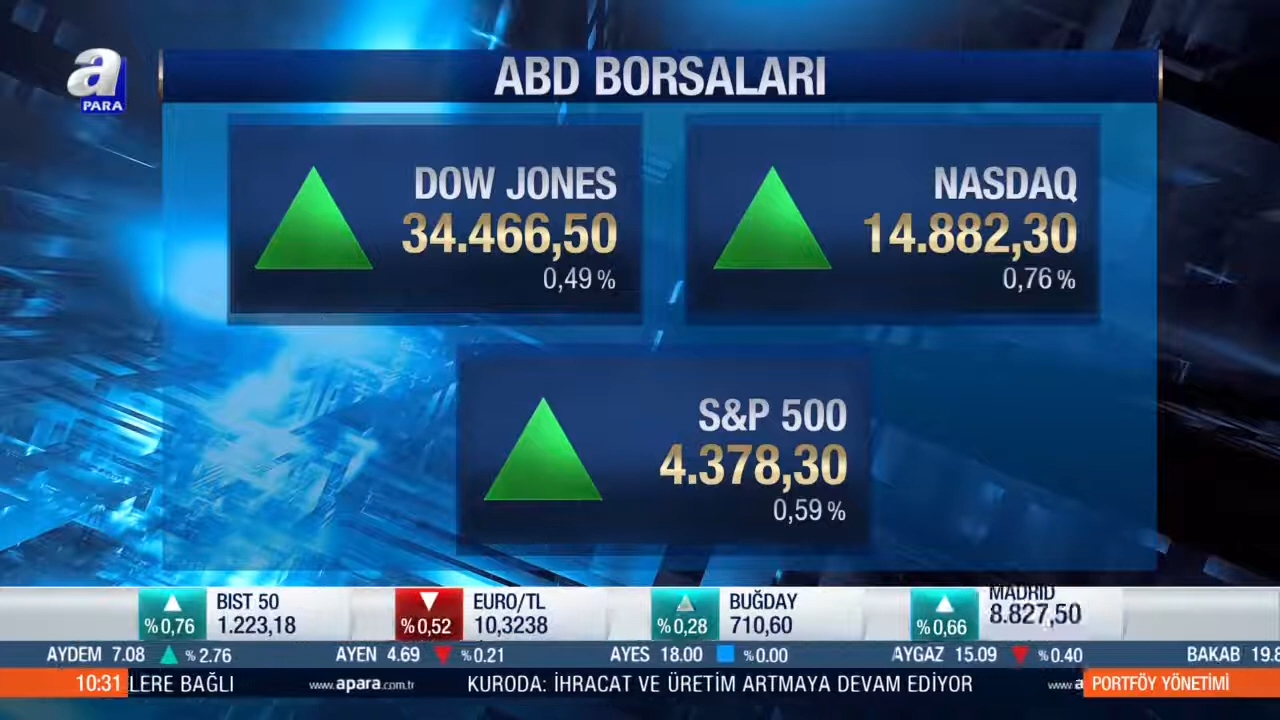 a
PARA
ABD BORSALARI
DOW JONES
34.466,50
0,49 %
NASDAQ
14.882,30
0,76 %
S&P 500
4.378,30
0,59 %
% 0,76
BIST 50
1.223,18
% 0,52
EURO/TL
10,3238
% 0,28
BUĞDAY
710,60
% 0,66
MADRID
8.827,50
AYDEM 7.08 %2.76 AYEN 4.69 %0.21 AYES 18.00 %0.00 AYGAZ 15.09 %0.40 BAKAB 19.8
10:31 LERE BAĞLI www.apara.com.tr KURODA: İHRACAT VE ÜRETİM ARTMAYA DEVAM EDİYOR www.a PORTFÖY YÖNETİMİ